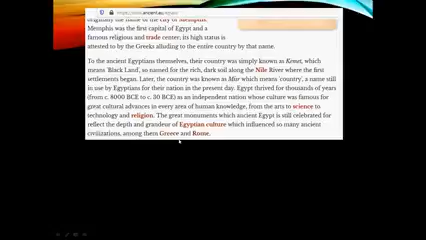 originally the name of the city of Memphis.
Memphis was the first capital of Egypt and a
famous religious and trade center; its high status is
attested to by the Greeks alluding to the entire country by that name.
To the ancient Egyptians themselves, their country was simply known as Kemet, which
means 'Black Land', so named for the rich, dark soil along the Nile River where the first
settlements began. Later, the country was known as Misr which means 'country', a name still
in use by Egyptians for their nation in the present day. Egypt thrived for thousands of years
(from c. 8000 BCE to c. 30 BCE) as an independent nation whose culture was famous for
great cultural advances in every area of human knowledge, from the arts to science to
technology and religion. The great monuments which ancient Egypt is still celebrated for
reflect the depth and grandeur of Egyptian culture which influenced so many ancient
civilizations, among them Greece and Rome.